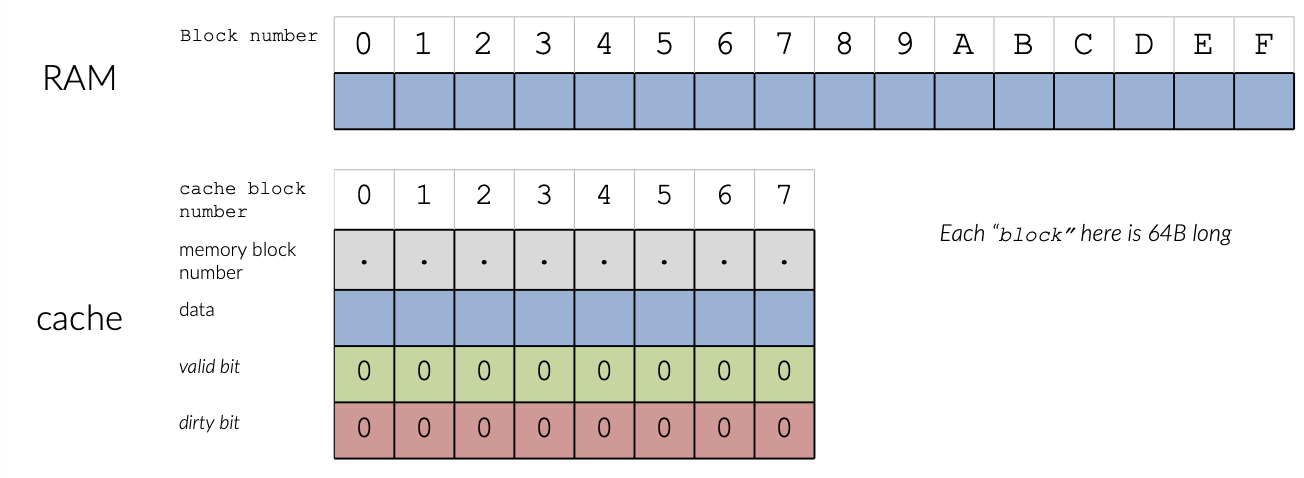 Block number 0 1 2 3 4 5 6 7 8 9 A B C D E F
RAM
cache block
number
0 1 2 3 4 5 6 7
memory block
number
. . . . . . . .
Each “block” here is 64B long
cache
data
valid bit 0 0 0 0 0 0 0 0
dirty bit 0 0 0 0 0 0 0 0